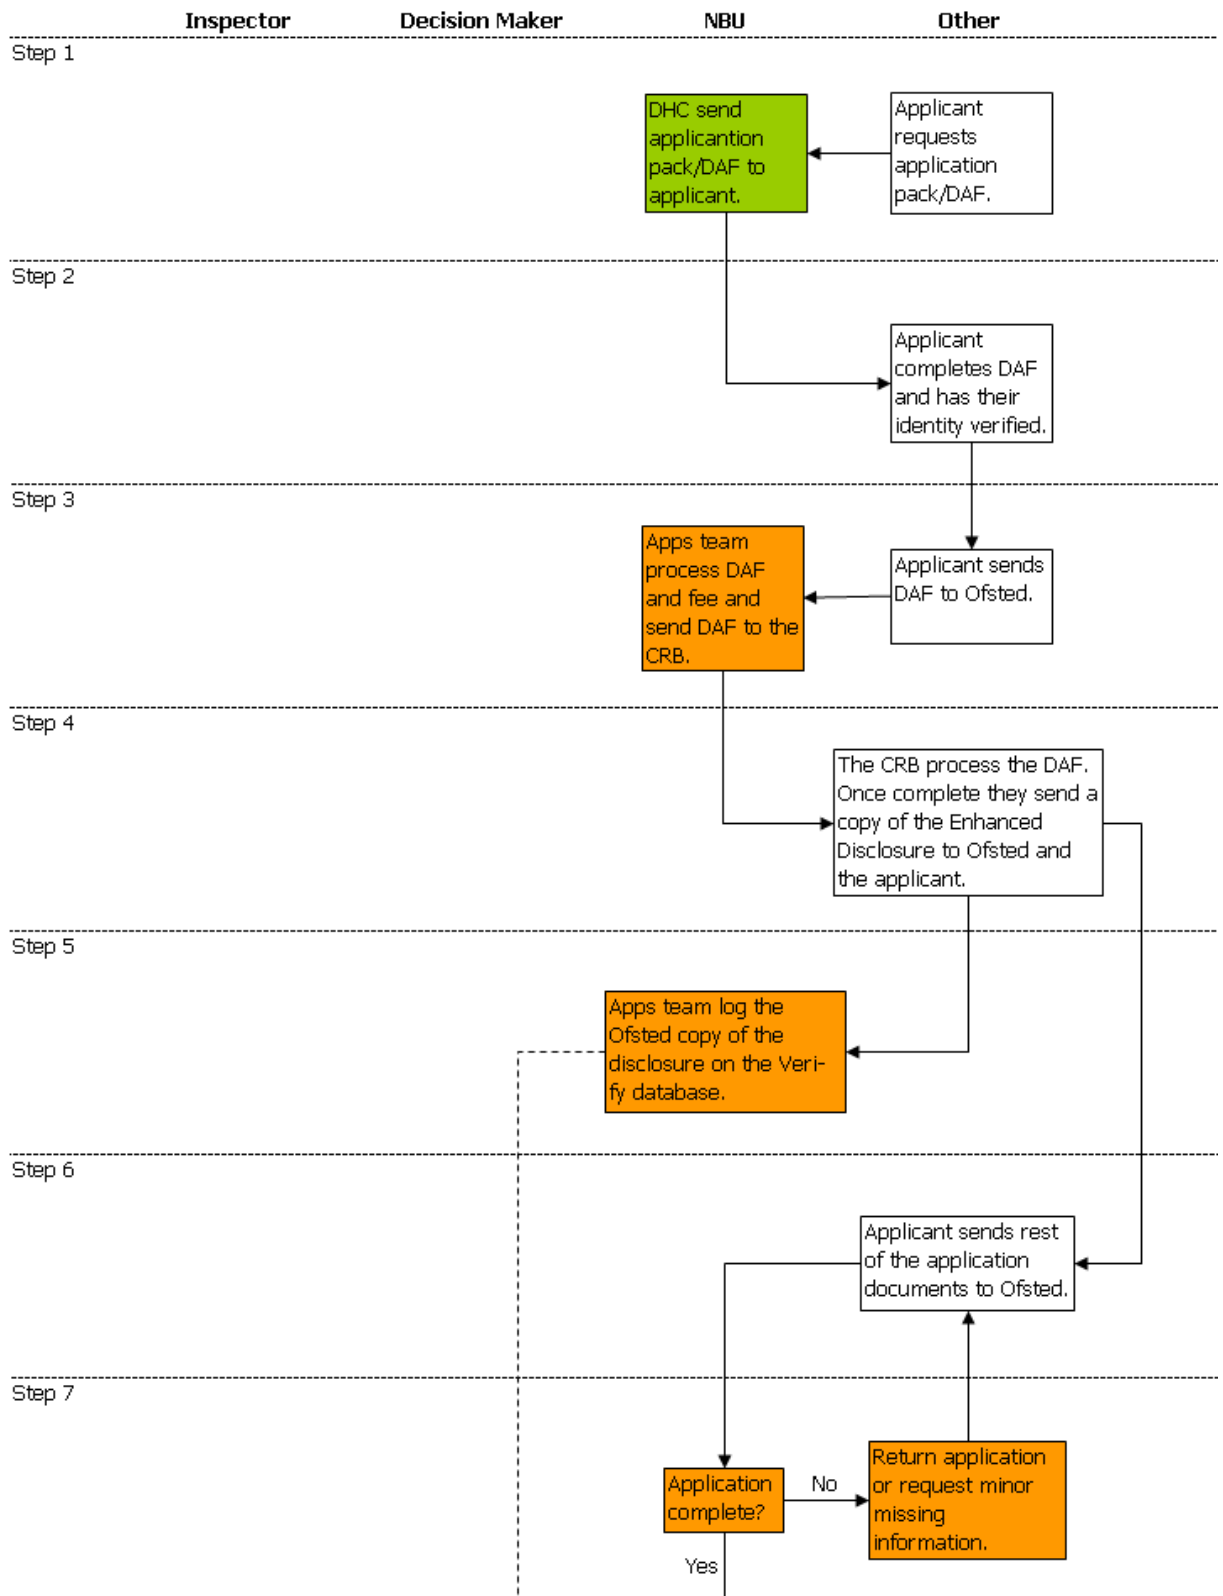 Inspector
Decision Maker
NBU
Other
Step 1
DHC send
applicantion
pack/DAF to
applicant.
Applicant
requests
application
pack/DAF.
Step 2
Applicant
completes DAF
and has their
identity verified.
Step 3
Apps team
process DAF
and fee and
send DAF to the
CRB.
Applicant sends
DAF to Ofsted.
Step 4
The CRB process the DAF.
Once complete they send a
copy of the Enhanced
Disclosure to Ofsted and
the applicant.
Step 5
Apps team log the
Ofsted copy of the
disclosure on the Veri-
fy database.
Step 6
Applicant sends rest
of the application
documents to Ofsted.
Step 7
Application
complete?
No
Return application
or request minor
missing
information.
Yes